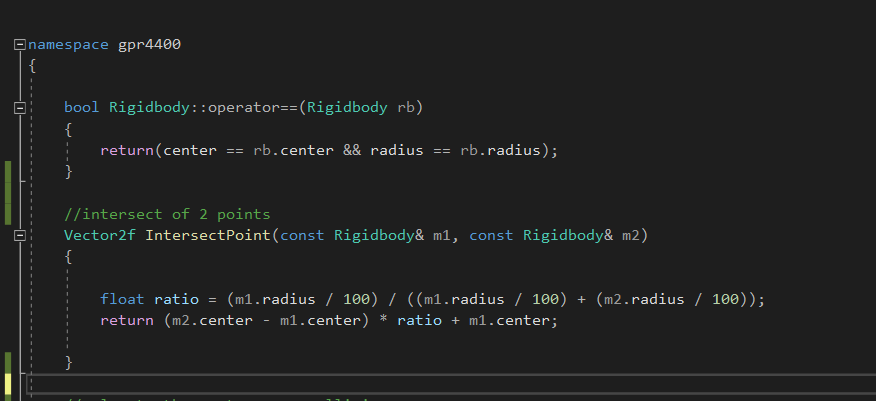 namespace gpr4400
{
bool Rigidbody::operator==(Rigidbody rb)
{
return(center == rb.center && radius == rb.radius);
}
//intersect of 2 points
Vector2f IntersectPoint(const Rigidbody& m1, const Rigidbody& m2)
{
float ratio = (m1.radius / 100) / ((m1.radius / 100) + (m2.radius / 100));
return (m2.center - m1.center) * ratio + m1.center;
}